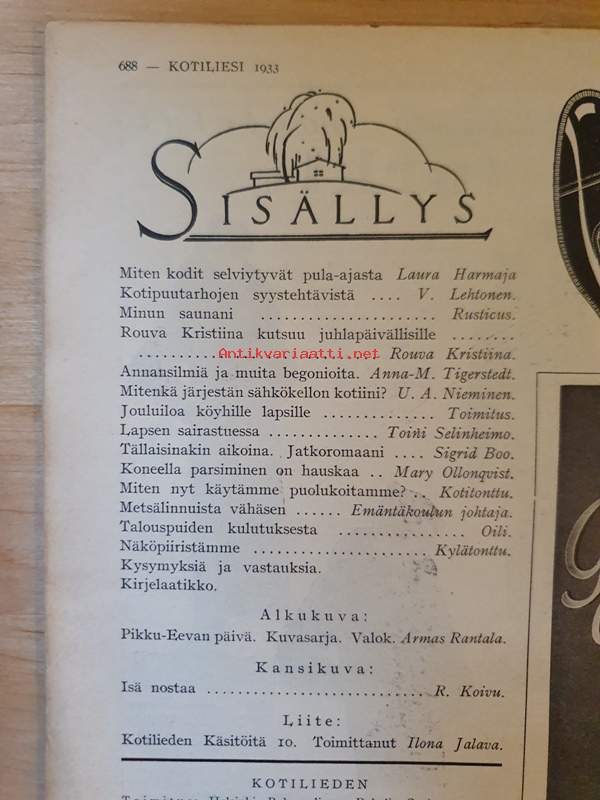 688 — KOTILIESI 1933
SISÄLLYS
Miten kodit selviytyvät pula-ajasta Laura Harmaja
Kotipuutarhojen syystehtävistä .... V. Lehtonen.
Minun saunani ...................... Rusticus.
Rouva Kristiina kutsuu juhlapäivällisille ........
................................ Rouva Kristiina.
Antikvariaatti.net
Annansilmiä ja muita begonioita. Anna-M. Tigerstedt.
Mitenkä järjestän sähkökellon kotiini? U. A. Nieminen.
Jouluiloa köyhille lapsille .............. Toimitus.
Lapsen sairastuessa .............. Toini Selinheimo.
Tällaisinakin aikoina. Jatkoromaani .... Sigrid Boo.
Koneella parsiminen on hauskaa .. Mary Ollonqvist.
Miten nyt käytämme puolukoitamme? .. Kotitonttu.
Metsälinnuista vähäsen ...... Emäntäkoulun johtaja.
Talouspuiden kulutuksesta ................ Oili.
Näköpiiristämme ...................... Kylätonttu.
Kysymyksiä ja vastauksia.
Kirjelaatikko.
Alkukuva:
Pikku-Eevan päivä. Kuvasarja. Valok. Armas Rantala.
Kansikuva:
Isä nostaa ............................ R. Koivu.
Liite:
Kotilieden Käsitöitä 10. Toimittanut Ilona Jalava.
KOTILIEDEN